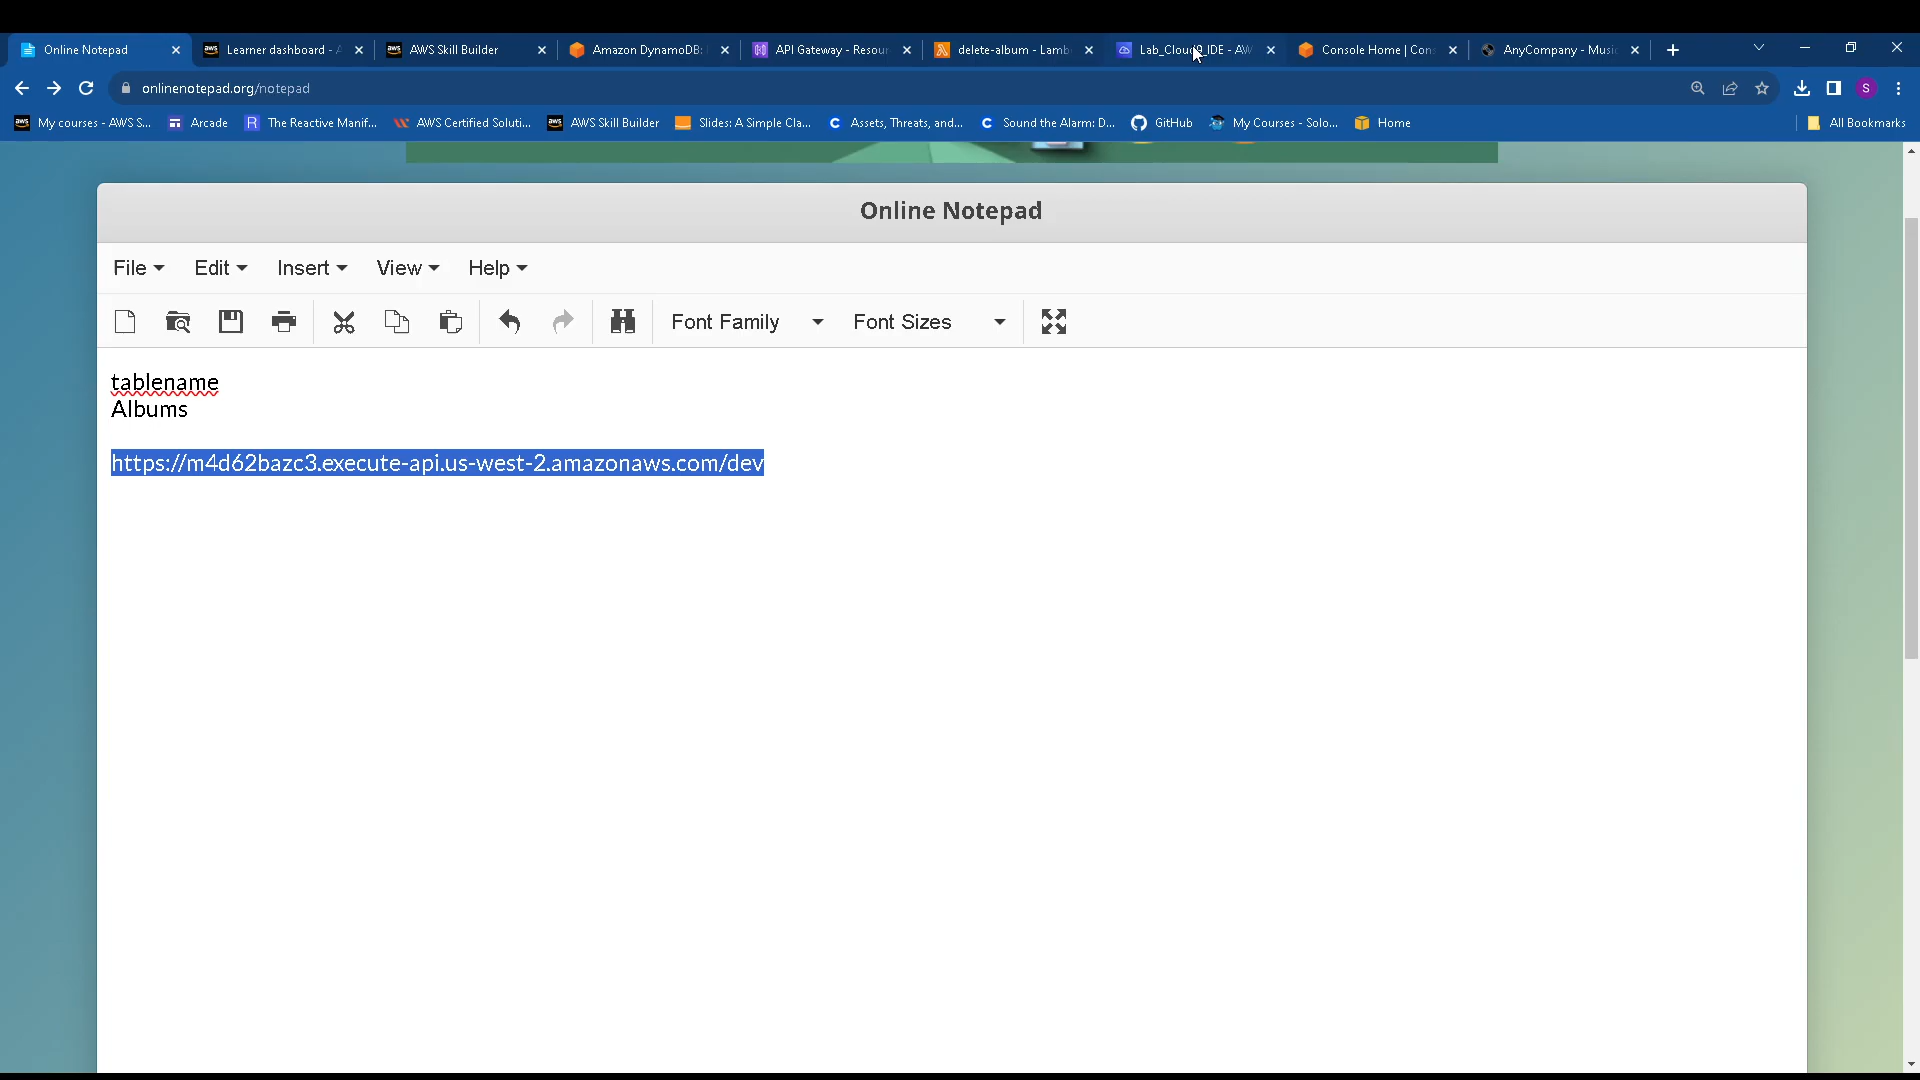 Online Notepad
Learner dashboard - A
AWS Skill Builder
Amazon DynamoDB:
API Gateway - Resour
delete-album - Lamb
Lab_Cloud9_IDE - AW
Console Home | Con
AnyCompany - Music
onlinenotepad.org/notepad
S
My courses - AWS S...
Arcade
The Reactive Manif...
AWS Certified Soluti...
AWS Skill Builder
Slides: A Simple Cla...
Assets, Threats, and...
Sound the Alarm: D...
GitHub
My Courses - Solo...
Home
All Bookmarks
Online Notepad
File
Edit
Insert
View
Help
Font Family
Font Sizes
tablename
Albums
https://m4d62bazc3.execute-api.us-west-2.amazonaws.com/dev